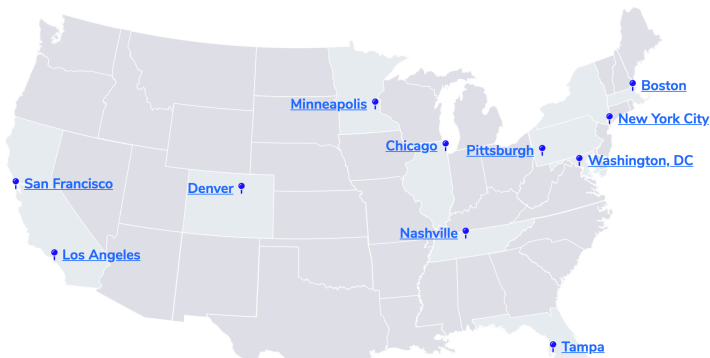 Boston
Minneapolis
New York City
Chicago
Pittsburgh
Washington, DC
San Francisco
Denver
Nashville
Los Angeles
Tampa